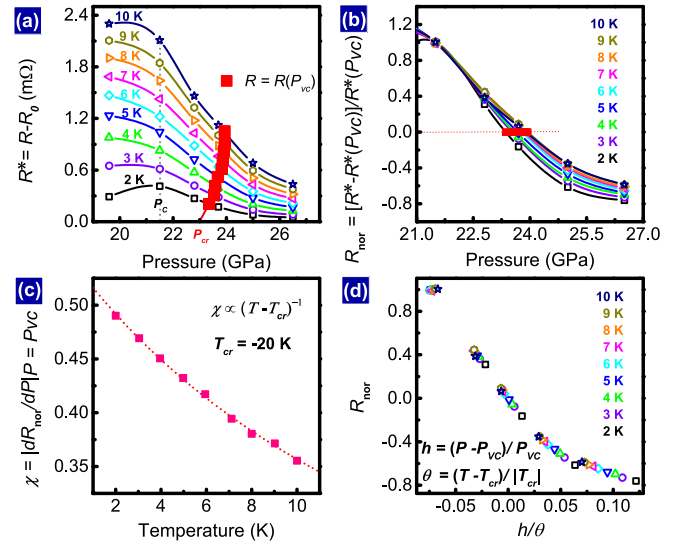 (a)
10 K
9 K
8 K
7 K
6 K
5 K
4 K
3 K
2 K
R = R(Pvc)
Pc
Pcr
R*= R-R0 (mΩ)
2.4
1.8
1.2
0.6
0.0
20 22 24 26
Pressure (GPa)
(b)
10 K
9 K
8 K
7 K
6 K
5 K
4 K
3 K
2 K
Rnor = [R*-R*(Pvc)]/R*(Pvc)
1.2
0.8
0.4
0.0
-0.4
-0.8
21.0 22.5 24.0 25.5 27.0
Pressure (GPa)
(c)
χ ∝ (T -Tcr)⁻¹
Tcr = -20 K
χ = |dRnor/dP|P = Pvc
0.50
0.45
0.40
0.35
2 4 6 8 10
Temperature (K)
(d)
10 K
9 K
8 K
7 K
6 K
5 K
4 K
3 K
2 K
h = (P -Pvc)/ Pvc
θ = (T -Tcr)/ |Tcr|
Rnor
0.8
0.4
0.0
-0.4
-0.8
-0.05 0.00 0.05 0.10
h/θ